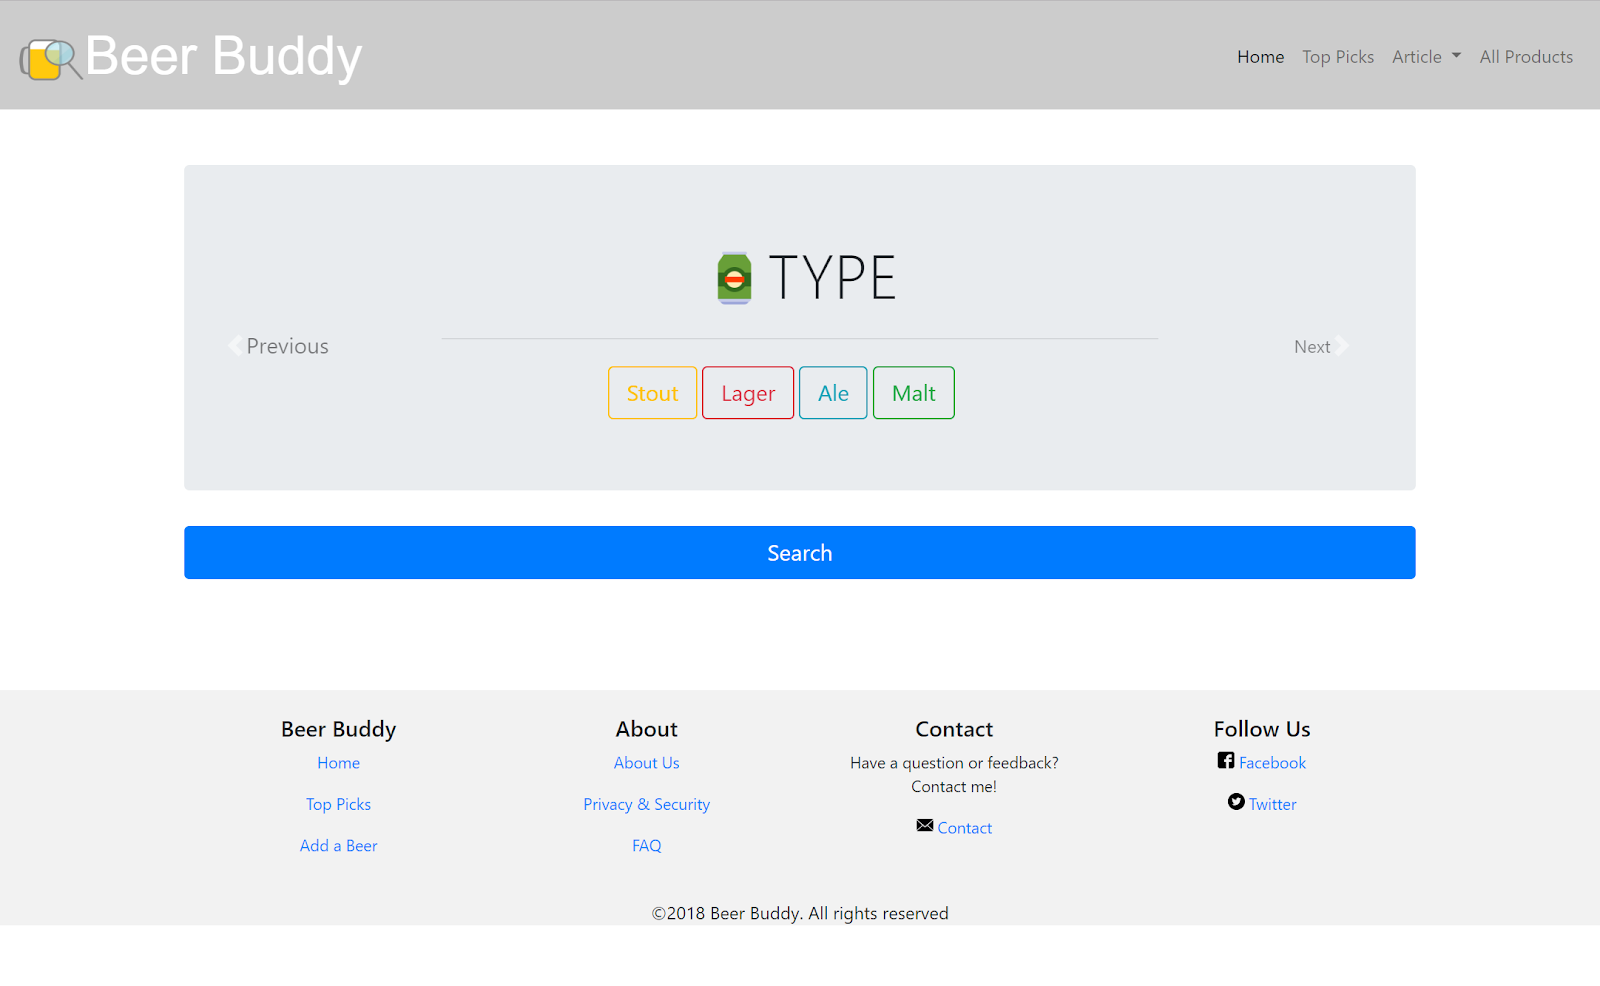 Beer Buddy
Home Top Picks Article All Products
TYPE
Previous
Next
Stout Lager Ale Malt
Search
Beer Buddy
Home
Top Picks
Add a Beer
About
About Us
Privacy & Security
FAQ
Contact
Have a question or feedback?
Contact me!
Contact
Follow Us
Facebook
Twitter
©2018 Beer Buddy. All rights reserved